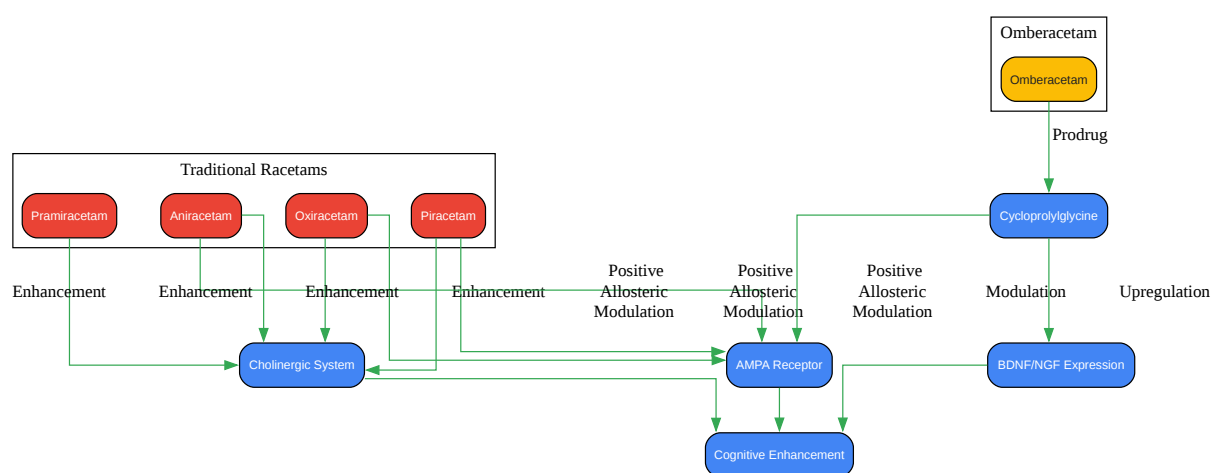 Omberacetam
Omberacetam
Prodrug
Traditional Racetams
Pramiracetam
Aniracetam
Oxiracetam
Piracetam
Cycloprolylglycine
Enhancement
Enhancement
Enhancement
Enhancement
Positive
Allosteric
Modulation
Positive
Allosteric
Modulation
Positive
Allosteric
Modulation
Modulation
Upregulation
Cholinergic System
AMPA Receptor
BDNF/NGF Expression
Cognitive Enhancement